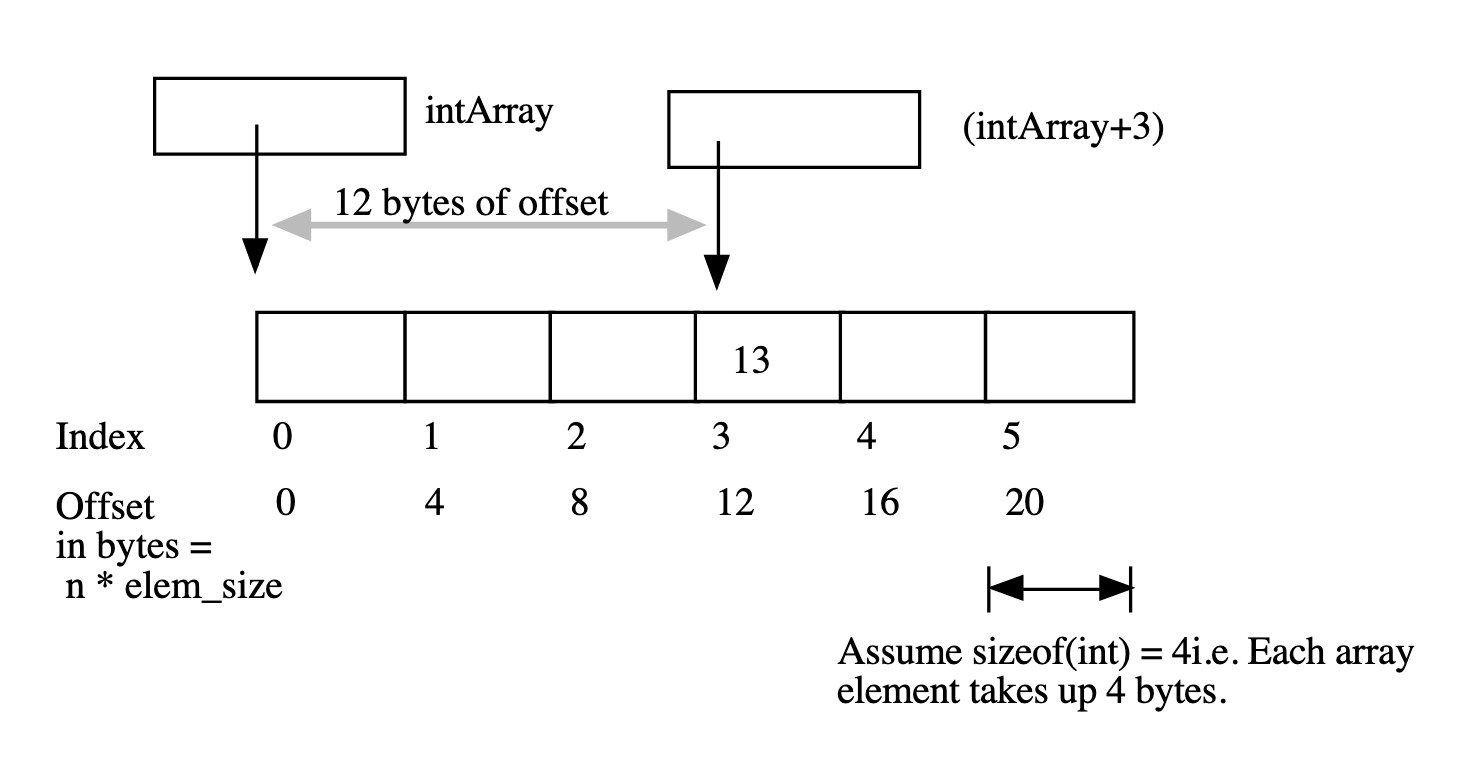 intArray
(intArray+3)
12 bytes of offset
13
Index 0 1 2 3 4 5
Offset 0 4 8 12 16 20
in bytes =
n * elem_size
Assume sizeof(int) = 4i.e. Each array
element takes up 4 bytes.